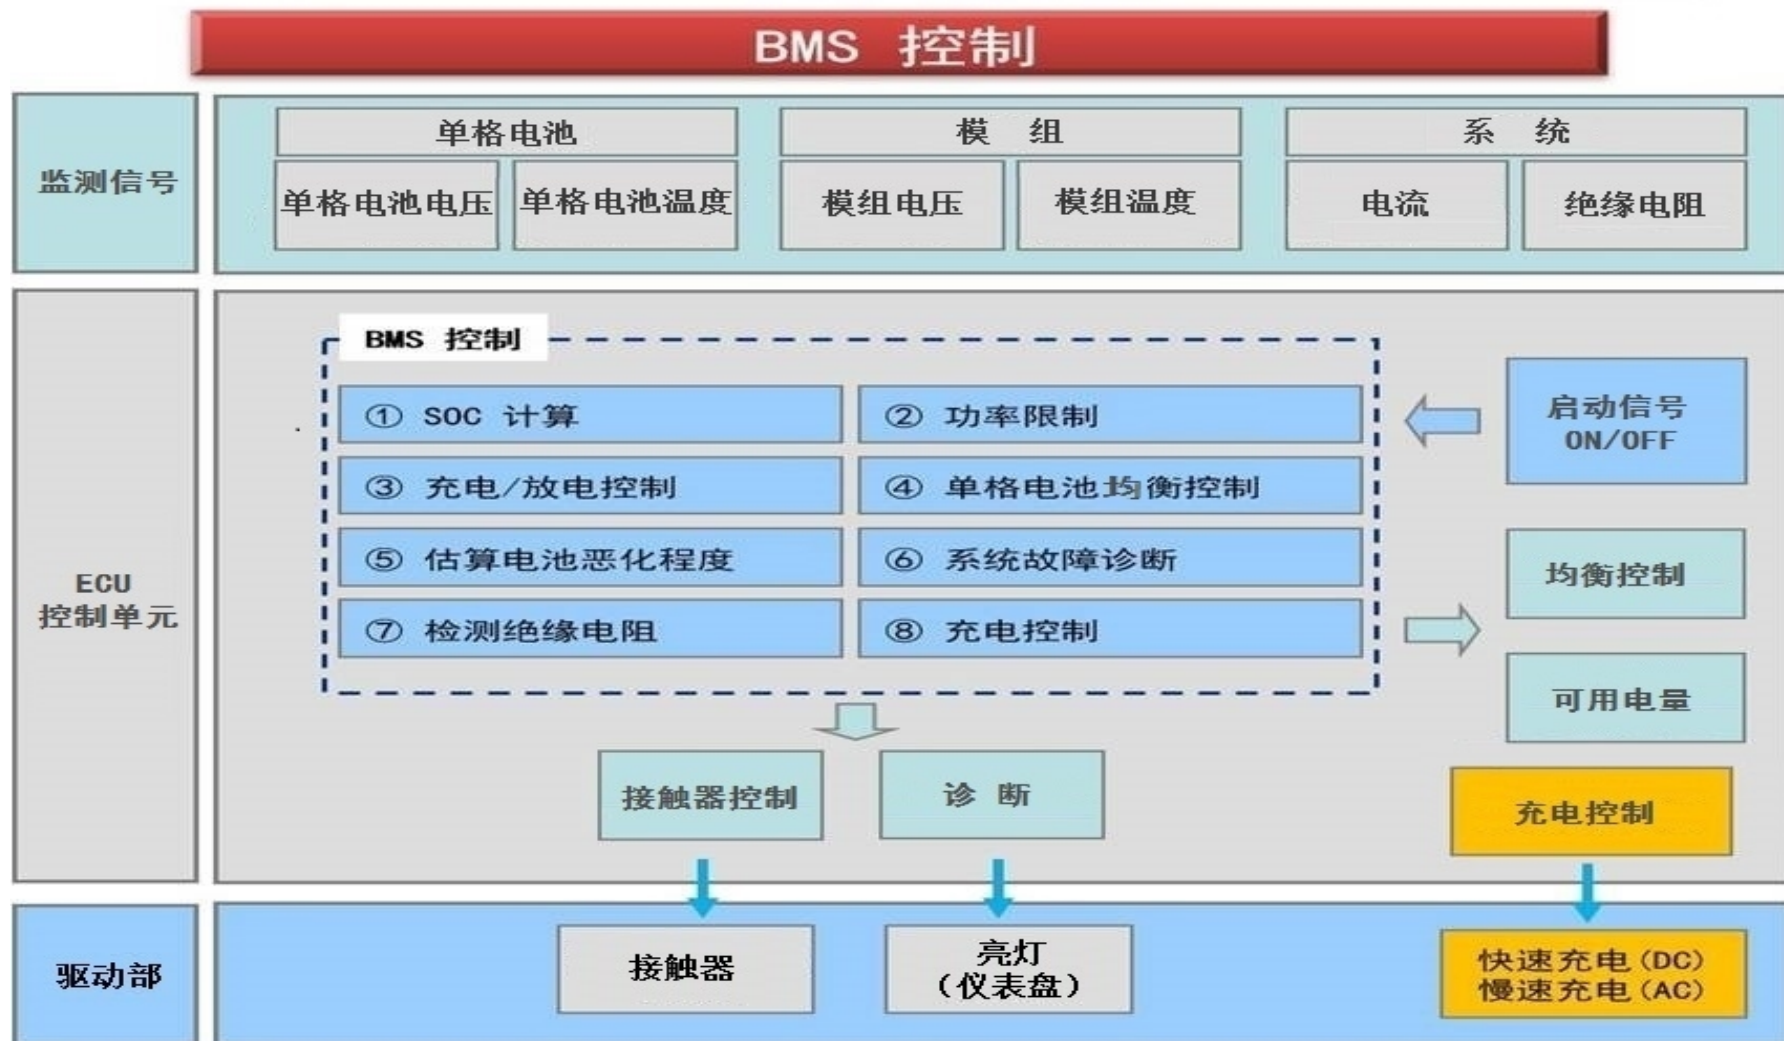 BMS 控制
监测信号
单格电池
模 组
系 统
单格电池电压
单格电池温度
模组电压
模组温度
电流
绝缘电阻
ECU
控制单元
BMS 控制
① SOC 计算
② 功率限制
③ 充电/放电控制
④ 单格电池均衡控制
⑤ 估算电池恶化程度
⑥ 系统故障诊断
⑦ 检测绝缘电阻
⑧ 充电控制
启动信号
ON/OFF
均衡控制
可用电量
接触器控制
诊 断
充电控制
驱动部
接触器
亮灯
(仪表盘)
快速充电(DC)
慢速充电(AC)